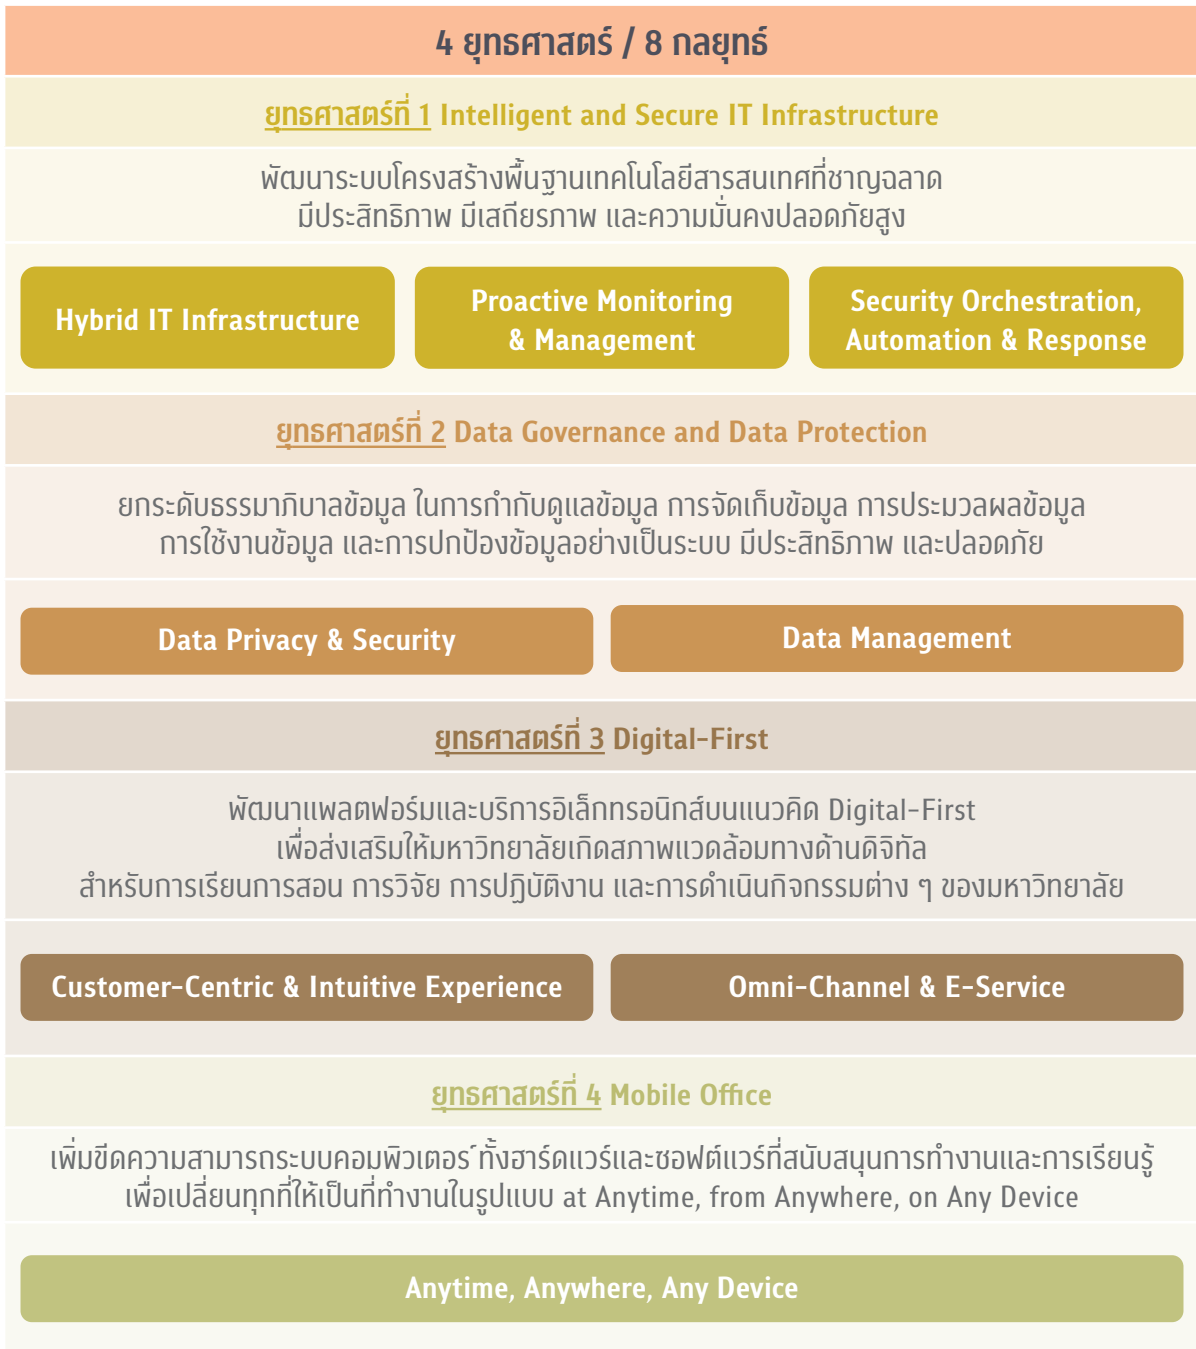 4 ยุทธศาสตร์ / 8 กลยุทธ์
ยุทธศาสตร์ที่ 1 Intelligent and Secure IT Infrastructure
พัฒนาระบบโครงสร้างพื้นฐานเทคโนโลยีสารสนเทศที่ชาญฉลาด
มีประสิทธิภาพ มีเสถียรภาพ และความมั่นคงปลอดภัยสูง
Hybrid IT Infrastructure
Proactive Monitoring
& Management
Security Orchestration,
Automation & Response
ยุทธศาสตร์ที่ 2 Data Governance and Data Protection
ยกระดับธรรมาภิบาลข้อมูล ในการกำกับดูแลข้อมูล การจัดเก็บข้อมูล การประมวลผลข้อมูล
การใช้งานข้อมูล และการปกป้องข้อมูลอย่างเป็นระบบ มีประสิทธิภาพ และปลอดภัย
Data Privacy & Security
Data Management
ยุทธศาสตร์ที่ 3 Digital-First
พัฒนาแพลตฟอร์มและบริการอิเล็กทรอนิกส์บนแนวคิด Digital-First
เพื่อส่งเสริมให้มหาวิทยาลัยเกิดสภาพแวดล้อมทางด้านดิจิทัล
สำหรับการเรียนการสอน การวิจัย การปฏิบัติงาน และการดำเนินกิจกรรมต่าง ๆ ของมหาวิทยาลัย
Customer-Centric & Intuitive Experience
Omni-Channel & E-Service
ยุทธศาสตร์ที่ 4 Mobile Office
เพิ่มขีดความสามารถระบบคอมพิวเตอร์ ทั้งฮาร์ดแวร์และซอฟต์แวร์ที่สนับสนุนการทำงานและการเรียนรู้
เพื่อเปลี่ยนทุกที่ให้เป็นที่ทำงานในรูปแบบ at Anytime, from Anywhere, on Any Device
Anytime, Anywhere, Any Device